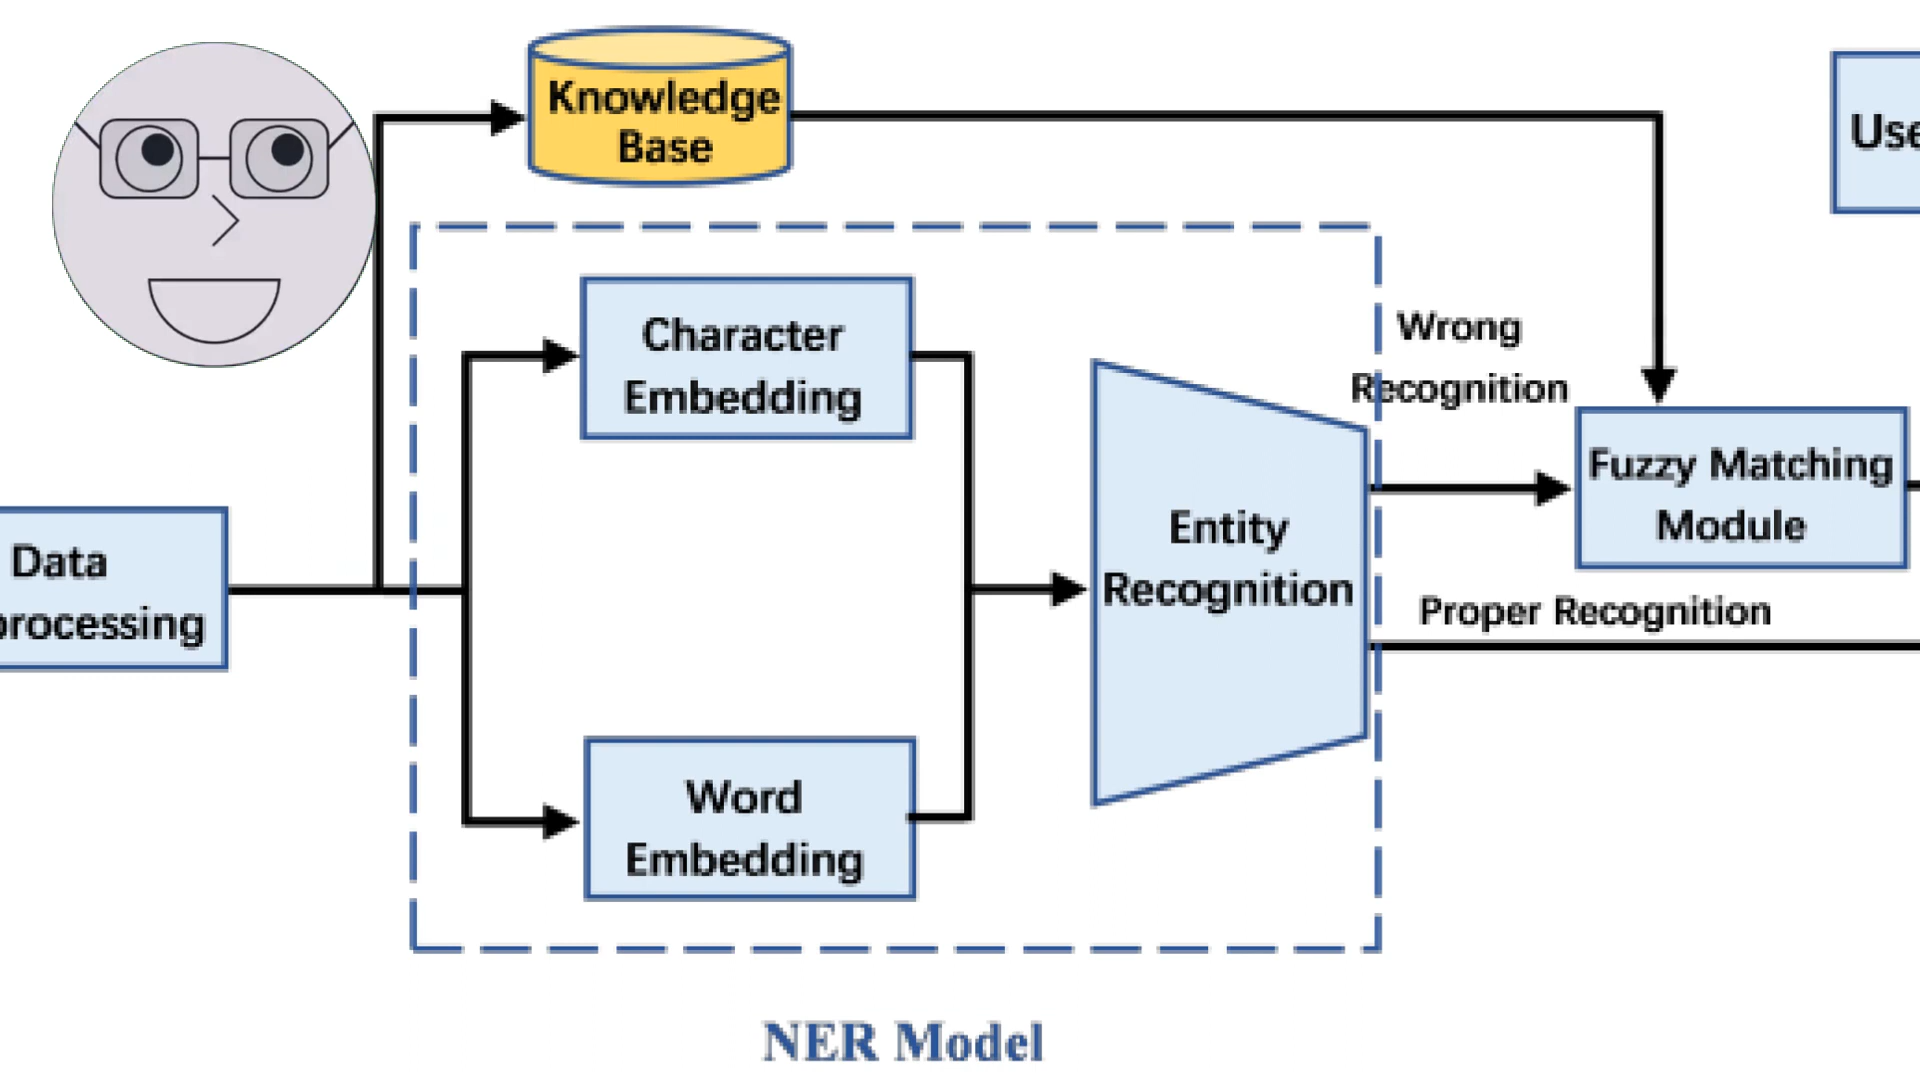 Knowledge
Base
Use
Wrong
Recognition
Character
Embedding
Fuzzy Matching
Module
Entity
Recognition
Data
processing
Proper Recognition
Word
Embedding
NER Model